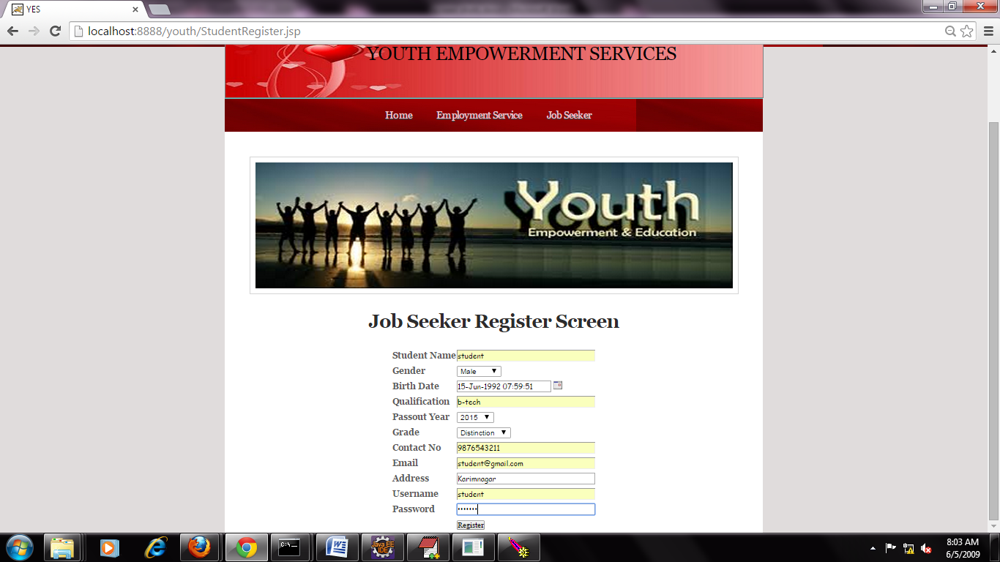 YES
localhost:8888/youth/StudentRegister.jsp
YOUTH EMPOWERMENT SERVICES
Home Employment Service Job Seeker
Youth
Empowerment & Education
Job Seeker Register Screen
Student Name student
Gender Male
Birth Date 15-Jun-1992 07:59:51
Qualification b-tech
Passout Year 2015
Grade Distinction
Contact No 9876543211
Email student@gmail.com
Address Karimnagar
Username student
Password •••••••
Register
C:\.
Java EE
IDE
8:03 AM
6/5/2009